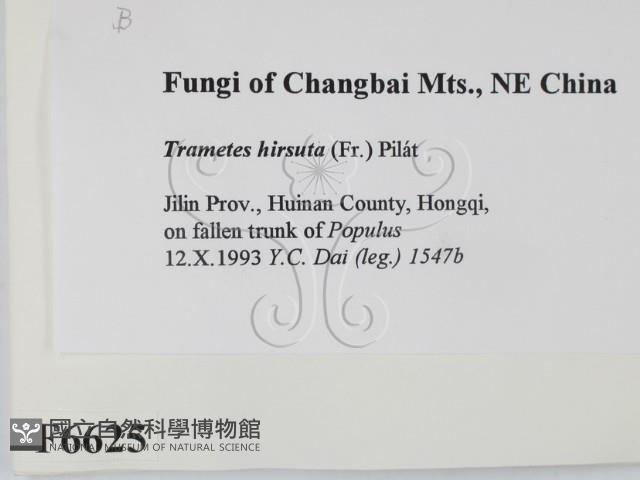 B
Fungi of Changbai Mts., NE China
Trametes hirsuta (Fr.) Pilát
Jilin Prov., Huinan County, Hongqi,
on fallen trunk of Populus
12.X.1993 Y.C. Dai (leg.) 1547b
F6625
國立自然科學博物館
NATIONAL MUSEUM OF NATURAL SCIENCE